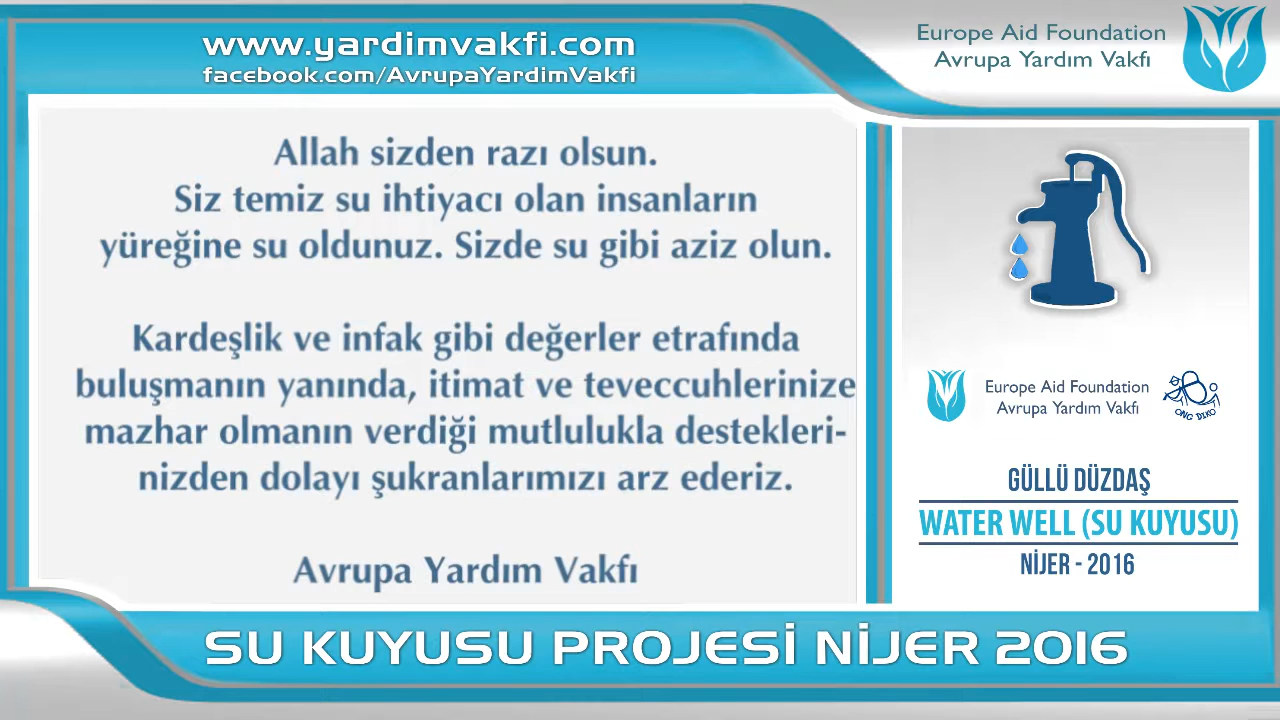 www.yardimvakfi.com
facebook.com/AvrupaYardimVakfi
Europe Aid Foundation
Avrupa Yardım Vakfı
Allah sizden razı olsun.
Siz temiz su ihtiyacı olan insanların
yüreğine su oldunuz. Sizde su gibi aziz olun.
Kardeşlik ve infak gibi değerler etrafında
buluşmanın yanında, itimat ve teveccuhlerinize
mazhar olmanın verdiği mutlulukla destekleri-
nizden dolayı şukranlarımızı arz ederiz.
Avrupa Yardım Vakfı
Europe Aid Foundation
Avrupa Yardım Vakfı
ONG DIKO
GÜLLÜ DÜZDAŞ
WATER WELL (SU KUYUSU)
NİJER - 2016
SU KUYUSU PROJESİ NİJER 2016